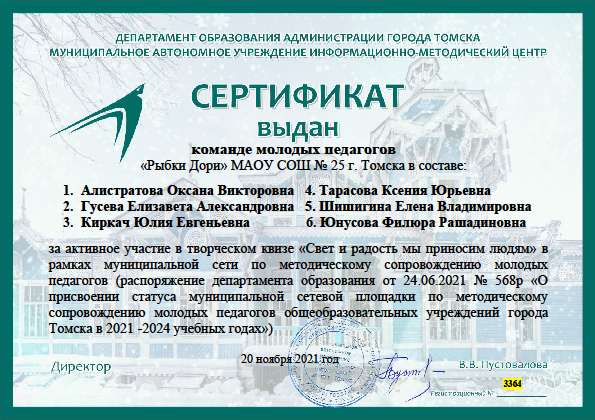 ДЕПАРТАМЕНТ ОБРАЗОВАНИЯ АДМИНИСТРАЦИИ ГОРОДА ТОМСКА
МУНИЦИПАЛЬНОЕ АВТОНОМНОЕ УЧРЕЖДЕНИЕ ИНФОРМАЦИОННО-МЕТОДИЧЕСКИЙ ЦЕНТР
СЕРТИФИКАТ
выдан
команде молодых педагогов
«Рыбки Дори» МАОУ СОШ № 25 г. Томска в составе:
1. Алистратова Оксана Викторовна 4. Тарасова Ксения Юрьевна
2. Гусева Елизавета Александровна 5. Шишигина Елена Владимировна
3. Киркач Юлия Евгеньевна 6. Юнусова Филюра Рашадиновна
за активное участие в творческом квизе «Свет и радость мы приносим людям» в
рамках муниципальной сети по методическому сопровождению молодых
педагогов (распоряжение департамента образования от 24.06.2021 № 568р «О
присвоении статуса муниципальной сетевой площадки по методическому
сопровождению молодых педагогов общеобразовательных учреждений города
Томска в 2021 -2024 учебных годах»)
20 ноября 2021 год
Директор В.В. Пустовалова
3364
Регистрационный №